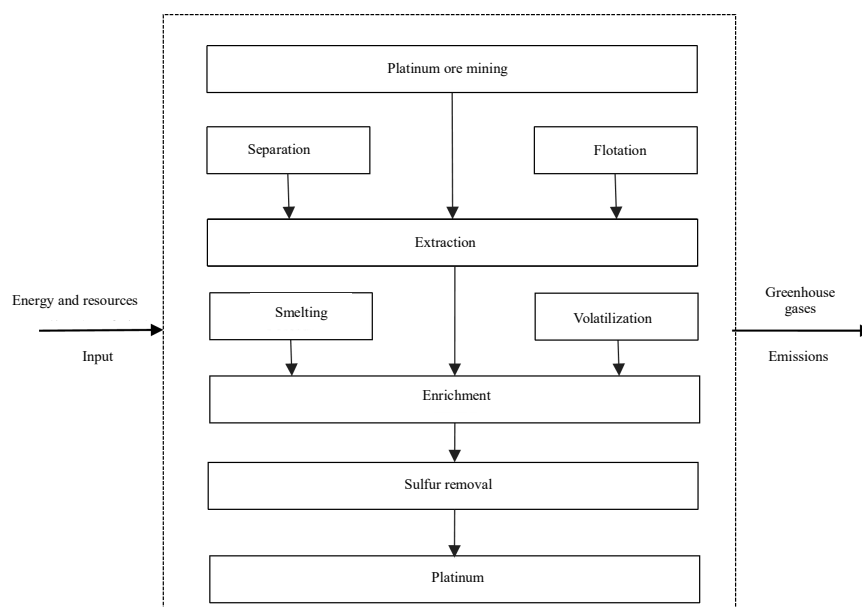 Platinum ore mining
Separation
Flotation
Extraction
Energy and resources
Input
Smelting
Volatilization
Greenhouse
gases
Emissions
Enrichment
Sulfur removal
Platinum